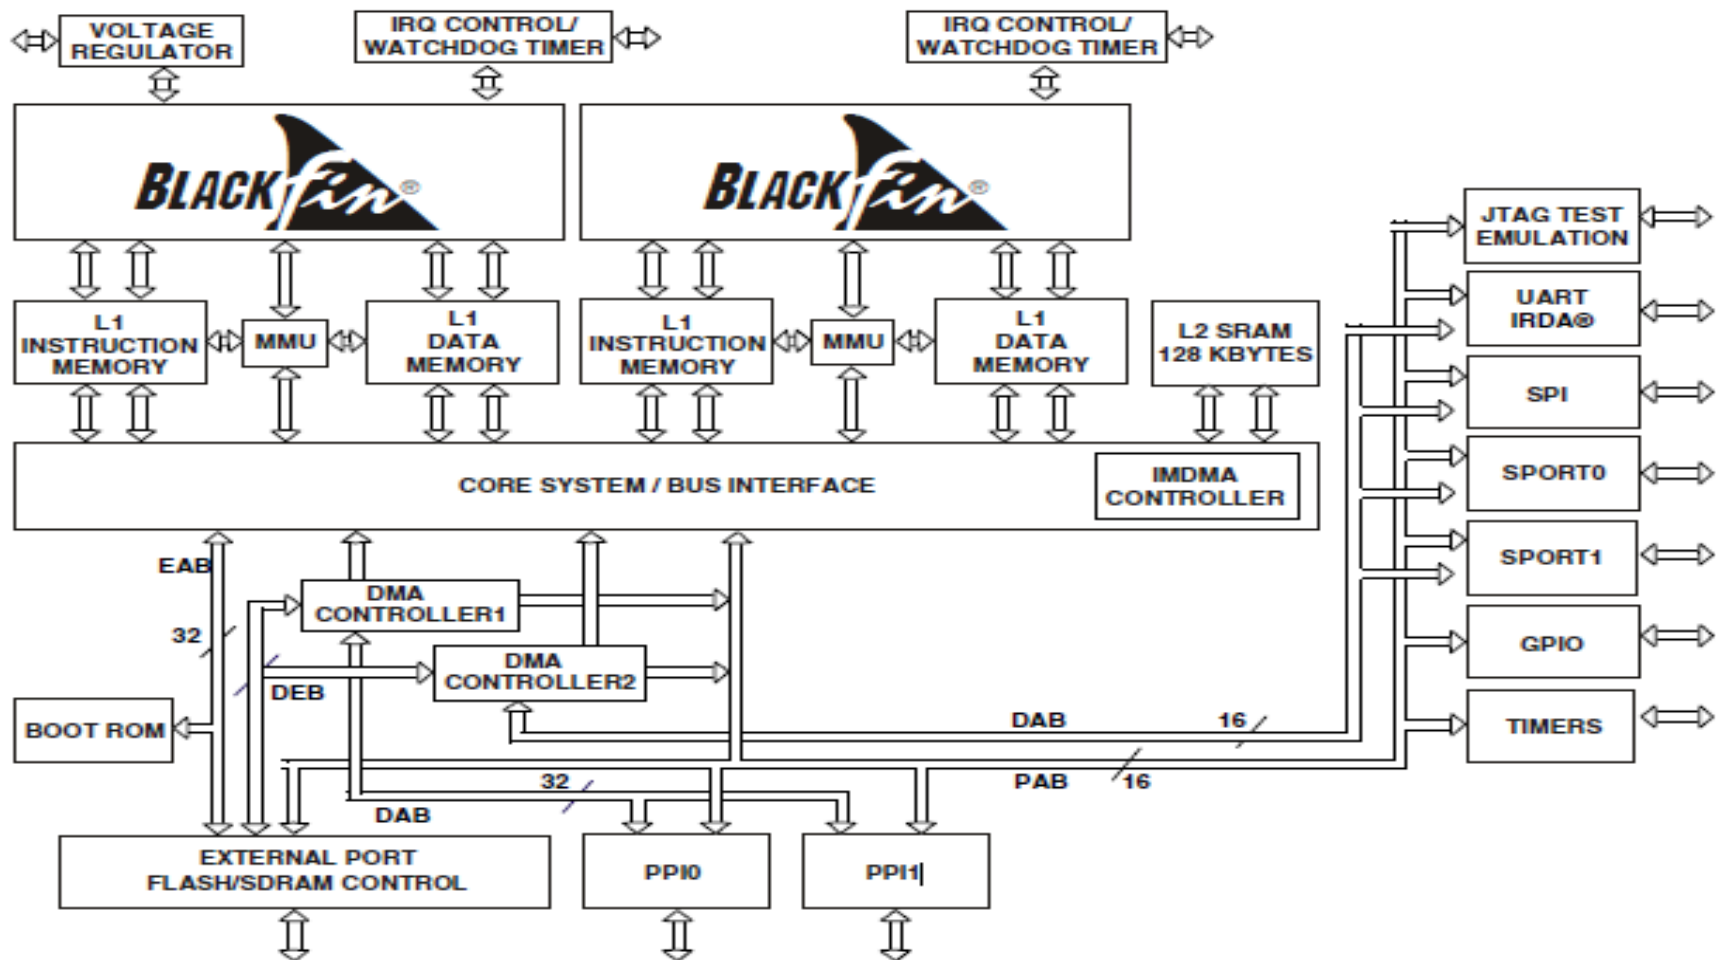 VOLTAGE
REGULATOR
IRQ CONTROL/
WATCHDOG TIMER
IRQ CONTROL/
WATCHDOG TIMER
BLACKfin®
BLACKfin®
L1
INSTRUCTION
MEMORY
MMU
L1
DATA
MEMORY
L1
INSTRUCTION
MEMORY
MMU
L1
DATA
MEMORY
L2 SRAM
128 KBYTES
JTAG TEST
EMULATION
UART
IRDA®
SPI
SPORT0
SPORT1
GPIO
TIMERS
CORE SYSTEM / BUS INTERFACE
IMDMA
CONTROLLER
EAB
32
DMA
CONTROLLER1
DMA
CONTROLLER2
DEB
BOOT ROM
DAB
16
PAB
16
32
DAB
EXTERNAL PORT
FLASH/SDRAM CONTROL
PPI0
PPI1